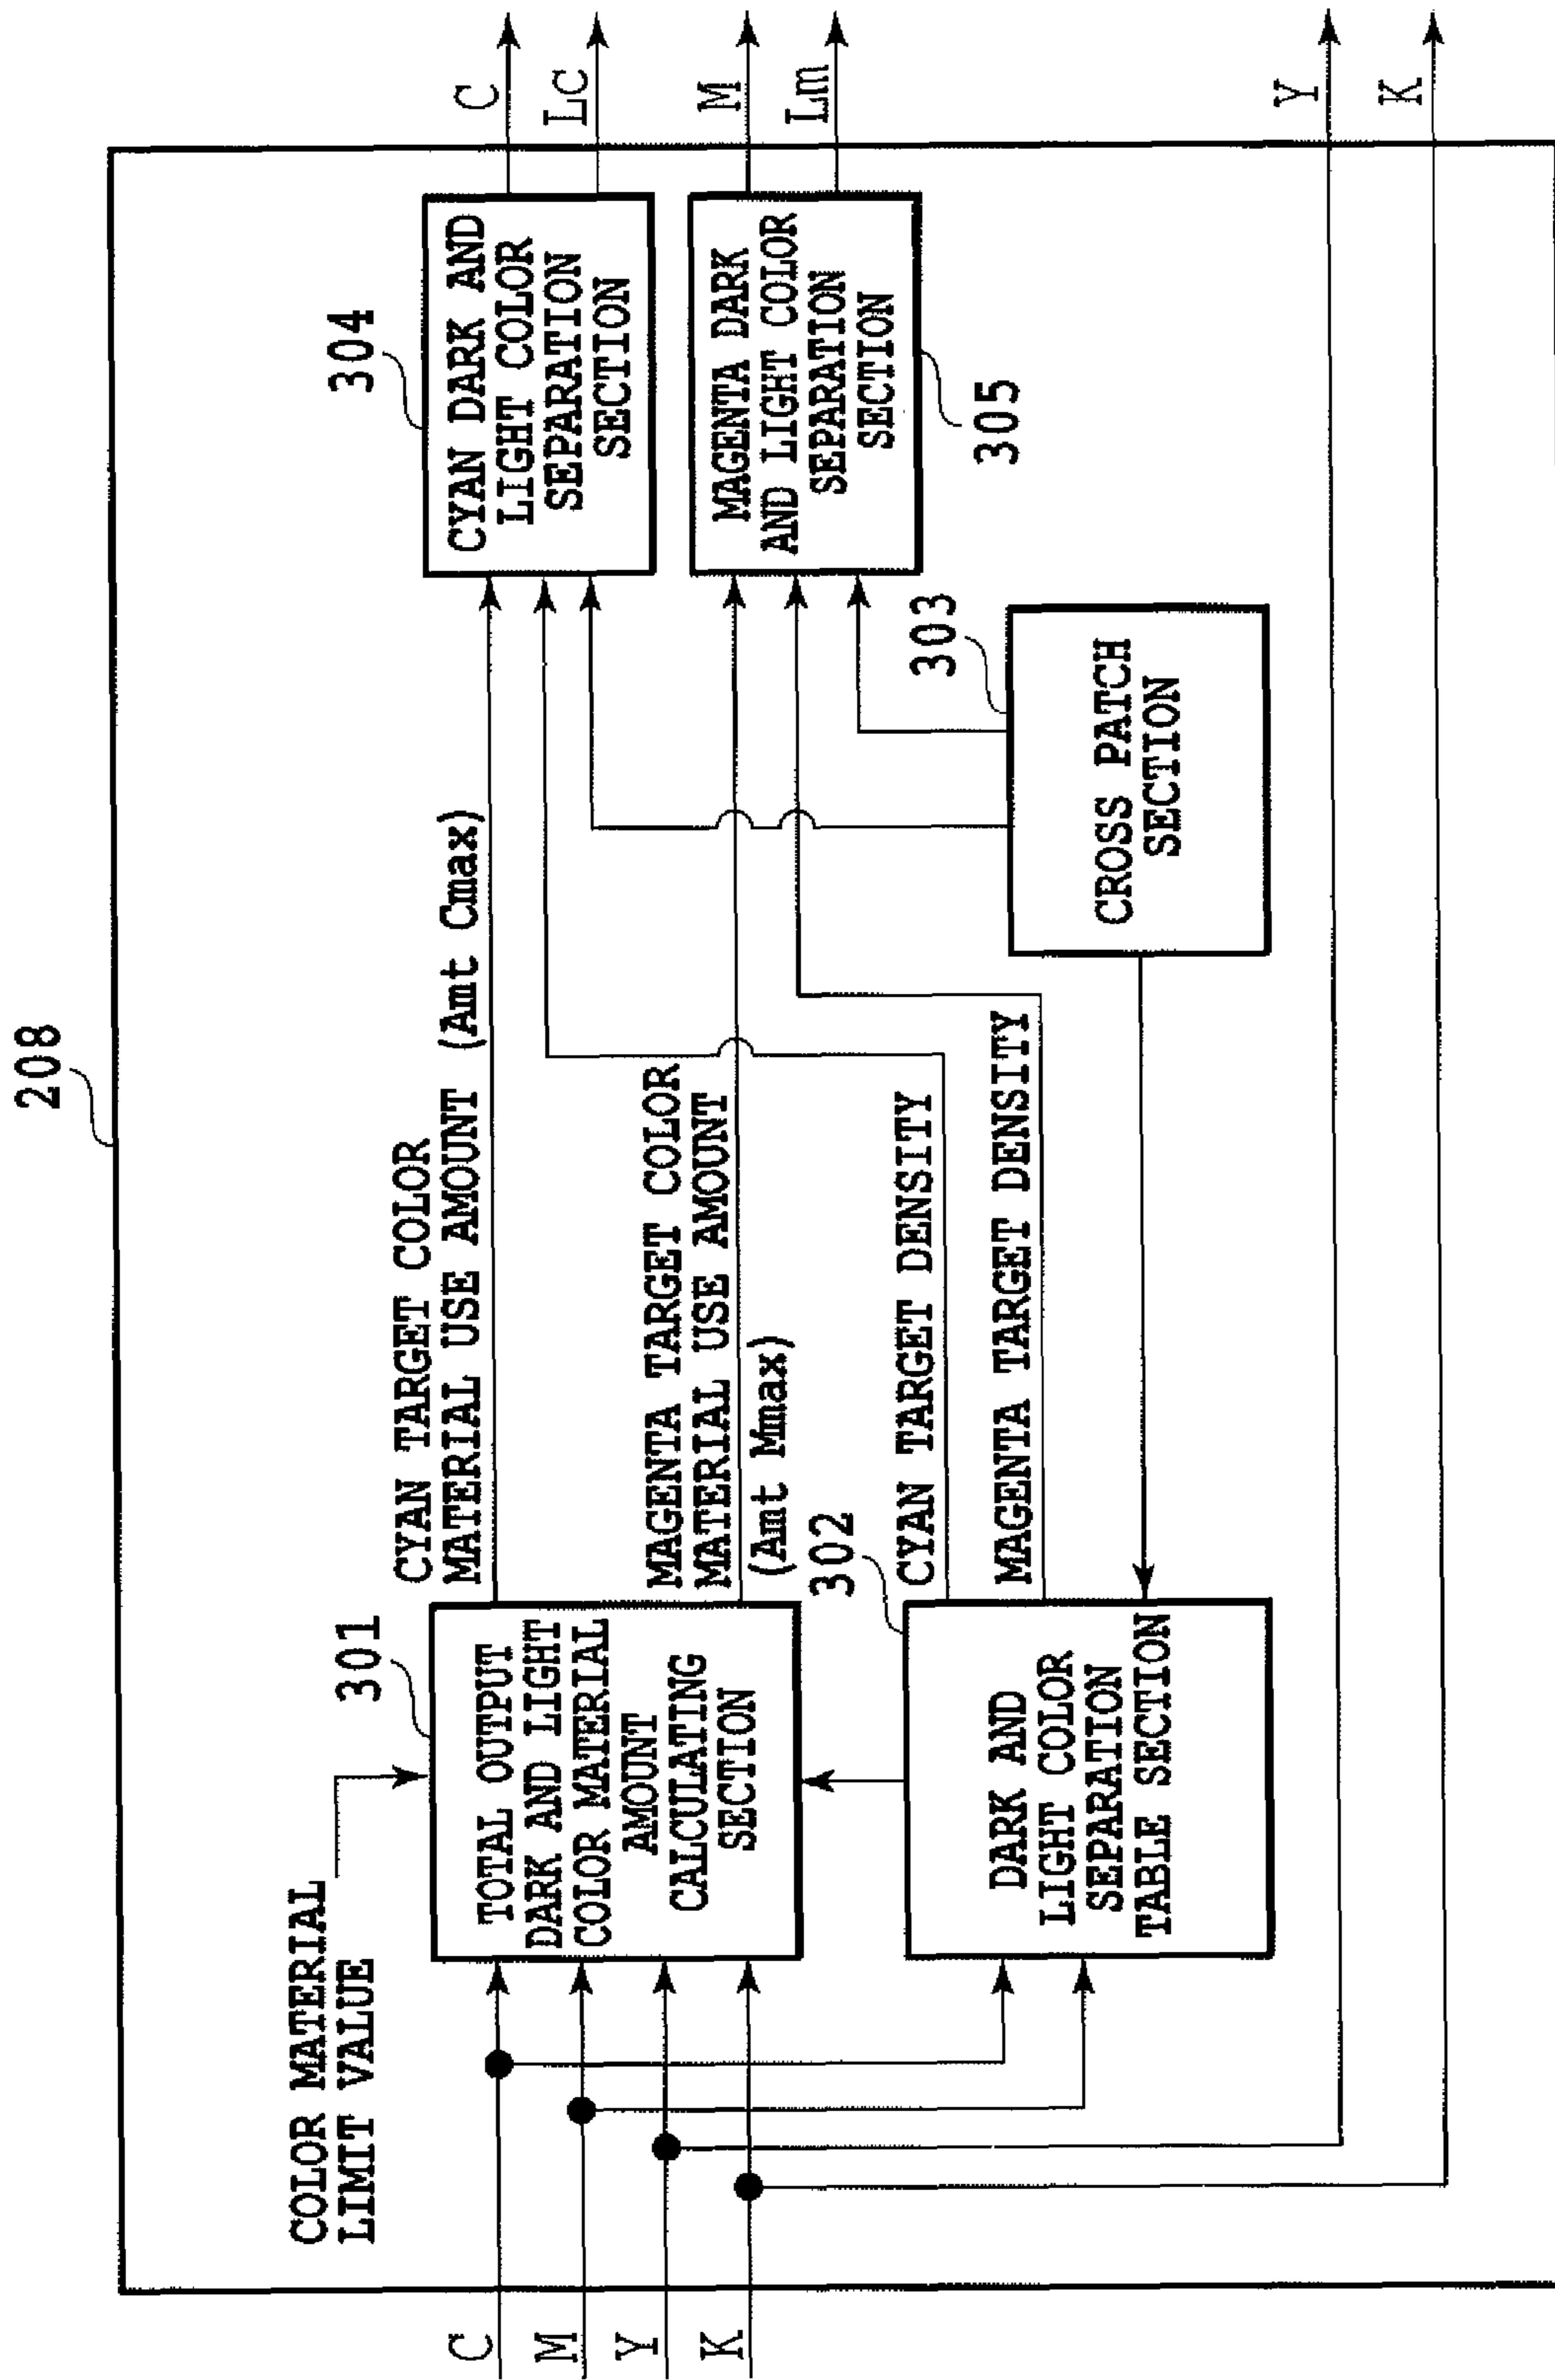 208
COLOR MATERIAL
LIMIT VALUE
301
C
M
Y
K
TOTAL OUTPUT
DARK AND LIGHT
COLOR MATERIAL
AMOUNT
CALCULATING
SECTION
CYAN TARGET COLOR
MATERIAL USE AMOUNT (Amt Cmax)
MAGENTA TARGET COLOR
MATERIAL USE AMOUNT
(Amt Mmax)
302
DARK AND
LIGHT COLOR
SEPARATION
TABLE SECTION
CYAN TARGET DENSITY
MAGENTA TARGET DENSITY
303
CROSS PATCH
SECTION
304
CYAN DARK AND
LIGHT COLOR
SEPARATION
SECTION
MAGENTA DARK
AND LIGHT COLOR
SEPARATION
SECTION
305
C
Lc
M
Lm
Y
K